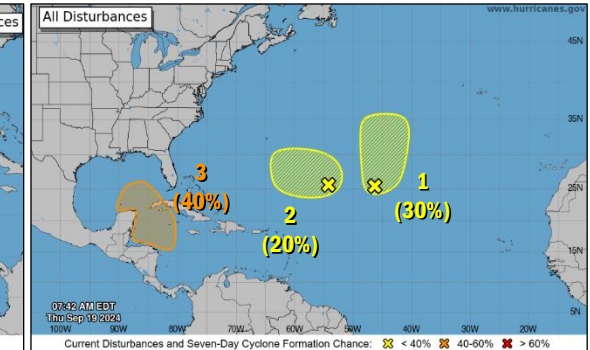 ces
All Disturbances
www.hurricanes.gov
45N
35N
25N
15N
5N
3
(40%)
2
(20%)
1
(30%)
07:42 AM EDT
Thu Sep 19 2024
100W 90W 80W 70W 60W 50W 40W 30W 20W
Current Disturbances and Seven-Day Cyclone Formation Chance: < 40% 40-60% > 60%